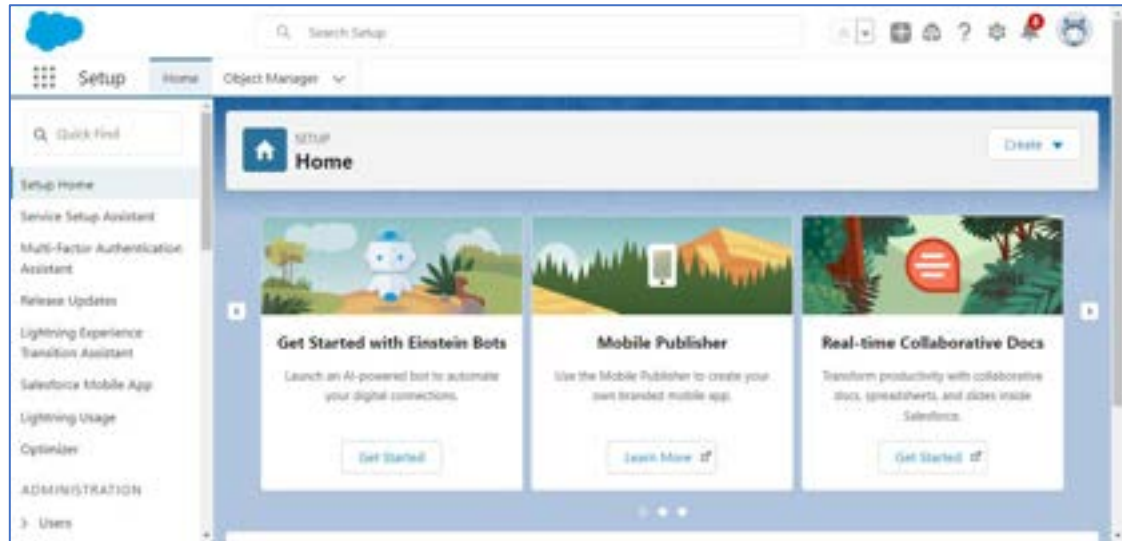 Search Setup
Setup
Home
Object Manager
Quick Find
Setup Home
Service Setup Assistant
Multi-Factor Authentication
Assistant
Release Updates
Lightning Experience
Transition Assistant
Salesforce Mobile App
Lightning Usage
Optimizer
ADMINISTRATION
Users
SETUP
Home
Create
Get Started with Einstein Bots
Launch an AI-powered bot to automate
your digital connections.
Get Started
Mobile Publisher
Use the Mobile Publisher to create your
own branded mobile app.
Learn More
Real-time Collaborative Docs
Transform productivity with collaborative
docs, spreadsheets, and slides inside
Salesforce.
Get Started